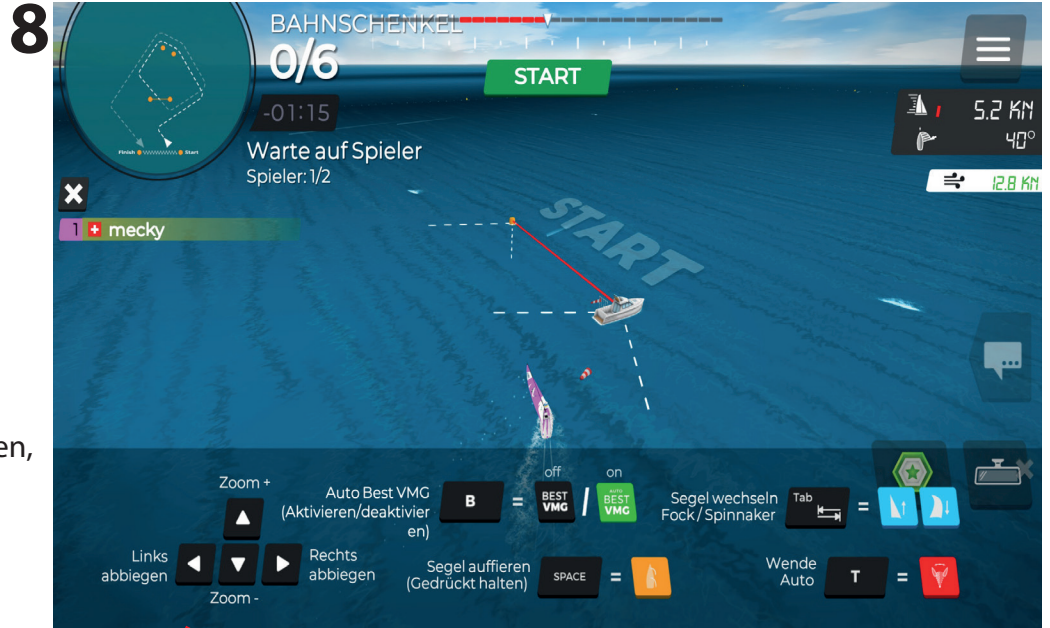 8
BAHNSCHENKEL
0/6
START
-01:15
5.2 KN
40°
Warte auf Spieler
Spieler: 1/2
12.8 KN
Finish
Start
1 mecky
START
en,
off
on
Zoom +
Auto Best VMG
(Aktivieren/deaktivier
en)
B
=
BEST
VMG
/
AUTO
BEST
VMG
Segel wechseln
Fock / Spinnaker
Tab
=
Links
abbiegen
Rechts
abbiegen
Zoom -
Segel auffieren
(Gedrückt halten)
SPACE
=
Wende
Auto
T
=